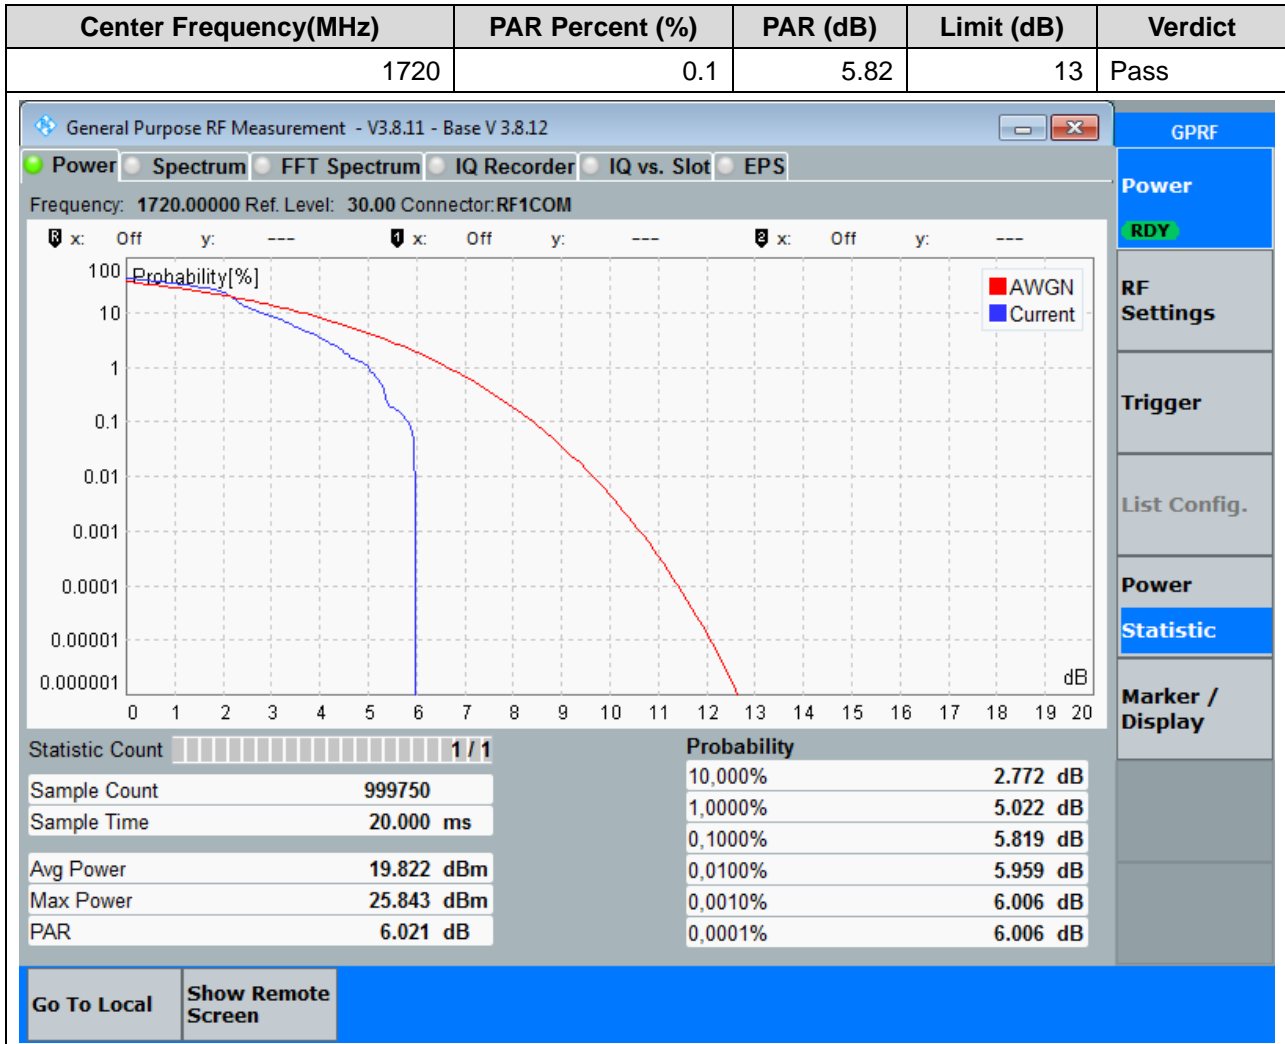 Center Frequency(MHz) PAR Percent (%) PAR (dB) Limit (dB) Verdict
1720 0.1 5.82 13 Pass
General Purpose RF Measurement - V3.8.11 - Base V 3.8.12
GPRF
Power Spectrum FFT Spectrum IQ Recorder IQ vs. Slot EPS
Frequency: 1720.00000 Ref. Level: 30.00 Connector:RF1COM
R x: Off y: --- 1 x: Off y: --- 2 x: Off y: ---
Power
RDY
RF
Settings
Trigger
List Config.
Power
Statistic
Marker /
Display
Probability[%]
AWGN
Current
100
10
1
0.1
0.01
0.001
0.0001
0.00001
0.000001
dB
0 1 2 3 4 5 6 7 8 9 10 11 12 13 14 15 16 17 18 19 20
Statistic Count 1 / 1
Sample Count 999750
Sample Time 20.000 ms
Avg Power 19.822 dBm
Max Power 25.843 dBm
PAR 6.021 dB
Probability
10,000% 2.772 dB
1,0000% 5.022 dB
0,1000% 5.819 dB
0,0100% 5.959 dB
0,0010% 6.006 dB
0,0001% 6.006 dB
Go To Local
Show Remote
Screen